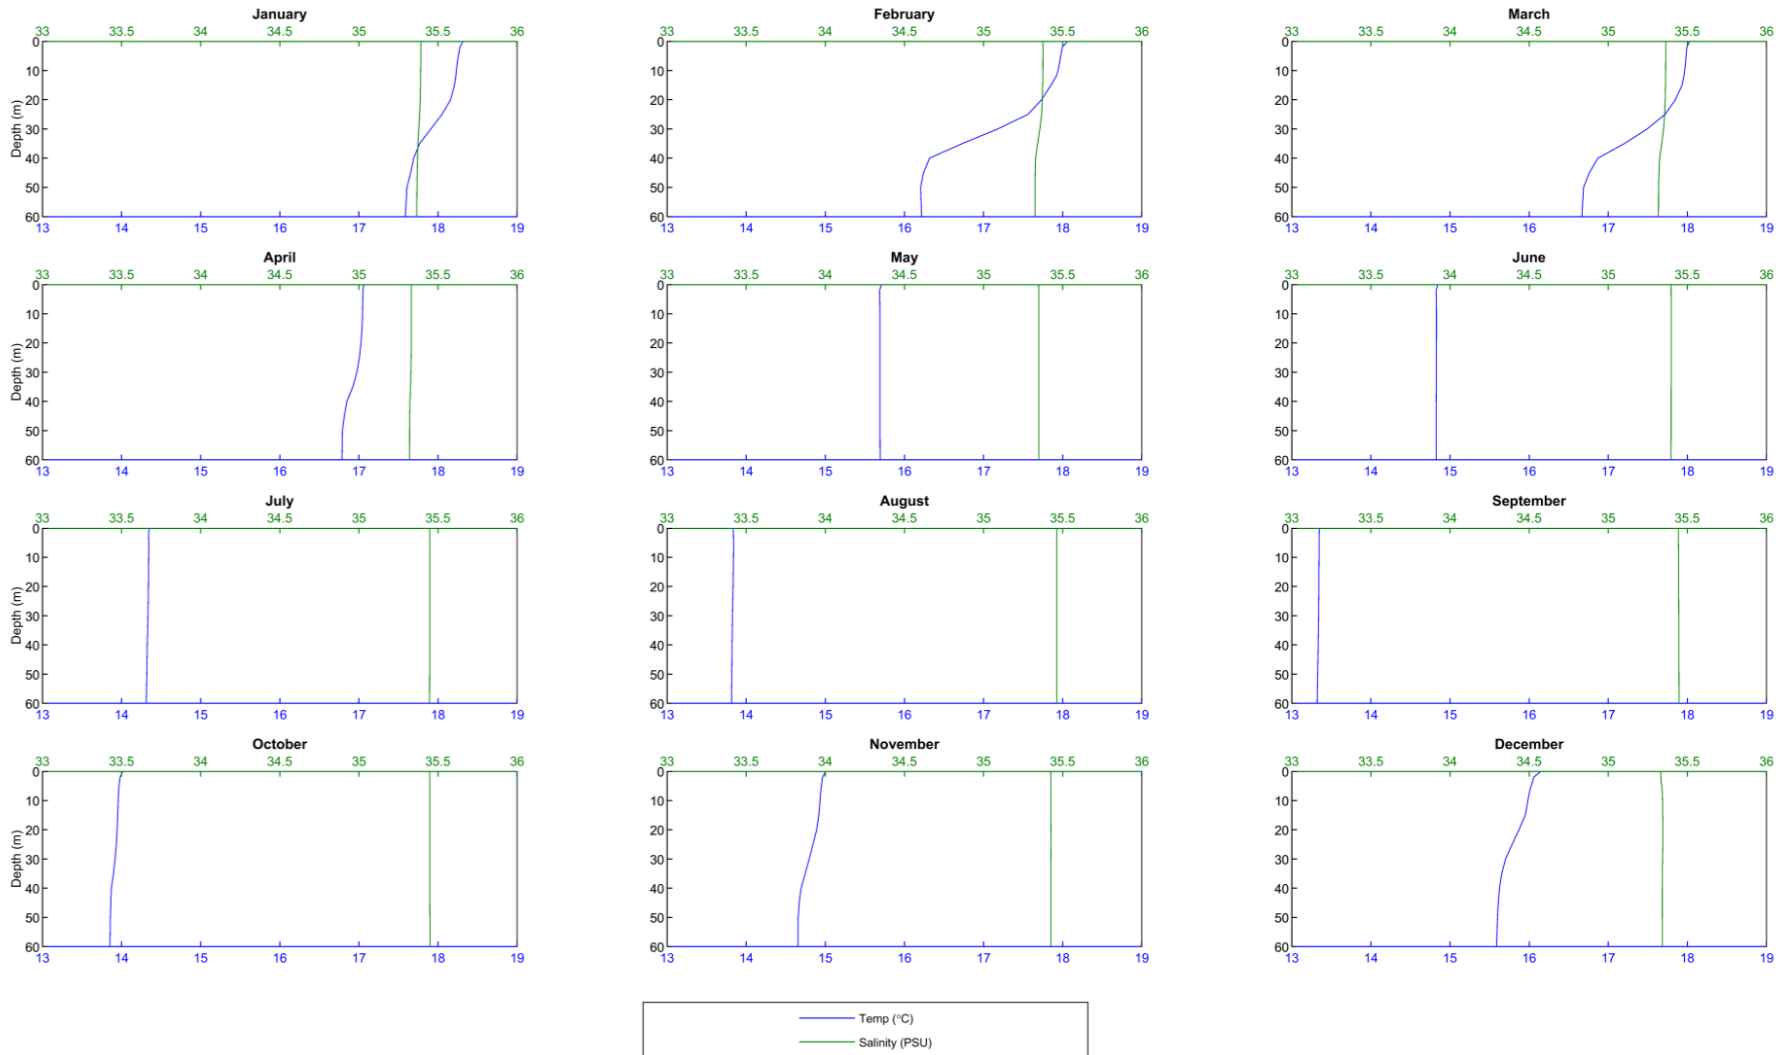 January February March
33 33.5 34 34.5 35 35.5 36 33 33.5 34 34.5 35 35.5 36 33 33.5 34 34.5 35 35.5 36
0 0 0
10 10 10
20 20 20
Depth (m)
30 30 30
40 40 40
50 50 50
60 60 60
13 14 15 16 17 18 19 13 14 15 16 17 18 19 13 14 15 16 17 18 19
April May June
33 33.5 34 34.5 35 35.5 36 33 33.5 34 34.5 35 35.5 36 33 33.5 34 34.5 35 35.5 36
0 0 0
10 10 10
20 20 20
Depth (m)
30 30 30
40 40 40
50 50 50
60 60 60
13 14 15 16 17 18 19 13 14 15 16 17 18 19 13 14 15 16 17 18 19
July August September
33 33.5 34 34.5 35 35.5 36 33 33.5 34 34.5 35 35.5 36 33 33.5 34 34.5 35 35.5 36
0 0 0
10 10 10
20 20 20
Depth (m)
30 30 30
40 40 40
50 50 50
60 60 60
13 14 15 16 17 18 19 13 14 15 16 17 18 19 13 14 15 16 17 18 19
October November December
33 33.5 34 34.5 35 35.5 36 33 33.5 34 34.5 35 35.5 36 33 33.5 34 34.5 35 35.5 36
0 0 0
10 10 10
20 20 20
Depth (m)
30 30 30
40 40 40
50 50 50
60 60 60
13 14 15 16 17 18 19 13 14 15 16 17 18 19 13 14 15 16 17 18 19
Temp (°C)
Salinity (PSU)